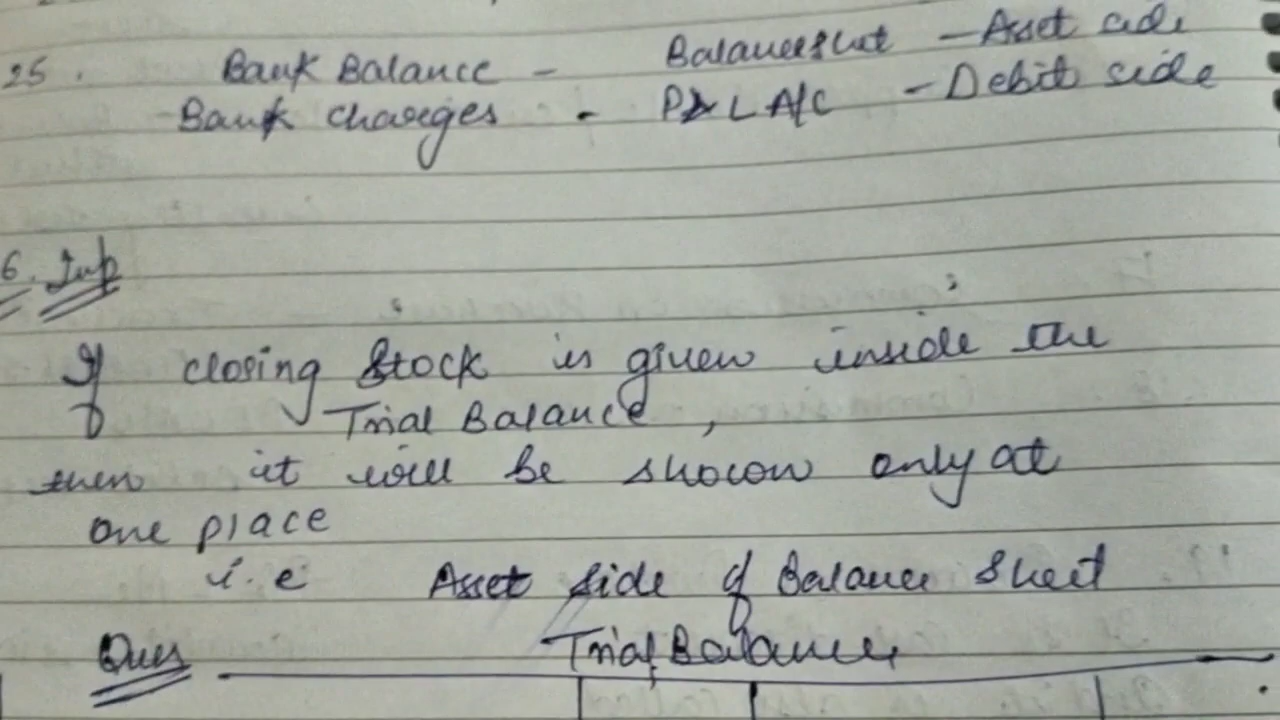 25. Bank Balance - Balancesheet - Asset side
Bank charges - P&L A/C - Debit side
6. Imp
If closing Stock is given inside the
Trial Balance,
then it will be shown only at
one place
i.e Asset side of Balance Sheet
Ques Trial Balance